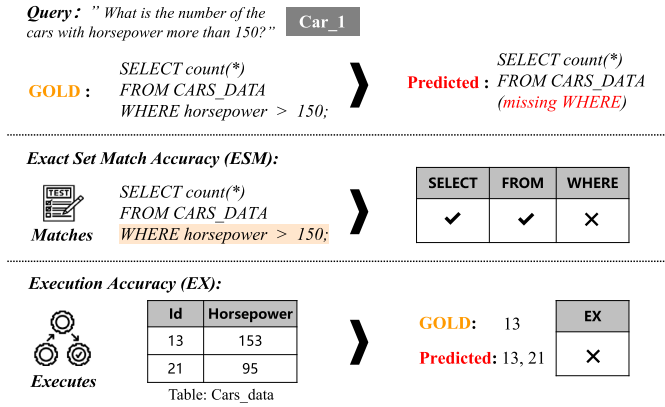 Query: " What is the number of the
cars with horsepower more than 150?"
Car_1
GOLD :
SELECT count(*)
FROM CARS_DATA
WHERE horsepower > 150;
Predicted :
SELECT count(*)
FROM CARS_DATA
(missing WHERE)
Exact Set Match Accuracy (ESM):
TEST
Matches
SELECT count(*)
FROM CARS_DATA
WHERE horsepower > 150;
SELECT FROM WHERE
✓ ✓ ✕
Execution Accuracy (EX):
Executes
Id Horsepower
13 153
21 95
Table: Cars_data
GOLD: 13
Predicted: 13, 21
EX
✕